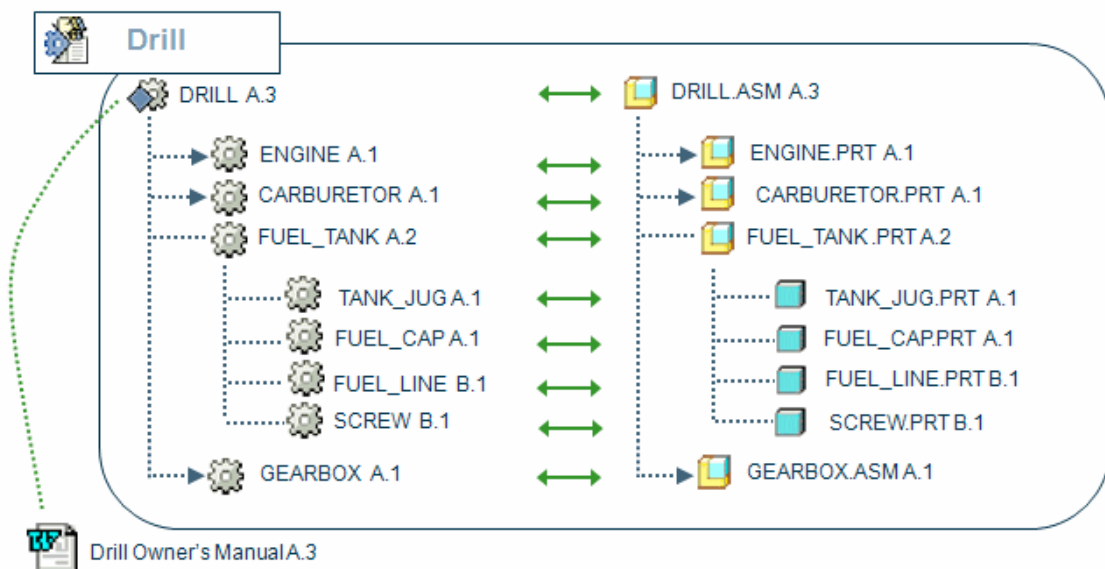 Drill
DRILL A.3
DRILL.ASM A.3
ENGINE A.1
ENGINE.PRT A.1
CARBURETOR A.1
CARBURETOR.PRT A.1
FUEL_TANK A.2
FUEL_TANK.PRT A.2
TANK_JUG A.1
TANK_JUG.PRT A.1
FUEL_CAP A.1
FUEL_CAP.PRT A.1
FUEL_LINE B.1
FUEL_LINE.PRT B.1
SCREW B.1
SCREW.PRT B.1
GEARBOX A.1
GEARBOX.ASM A.1
Drill Owner's Manual A.3